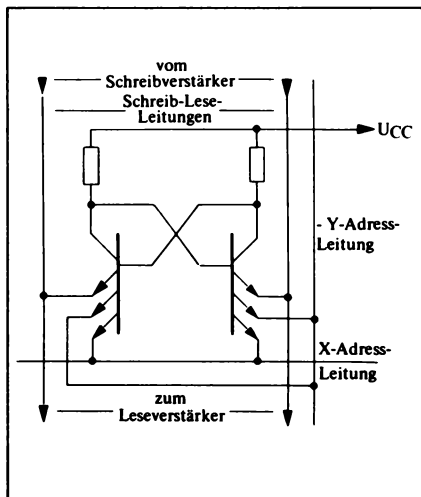 vom
Schreibverstärker
Schreib-Lese-
Leitungen
UCC
- Y-Adress-
Leitung
X-Adress-
Leitung
zum
Leseverstärker